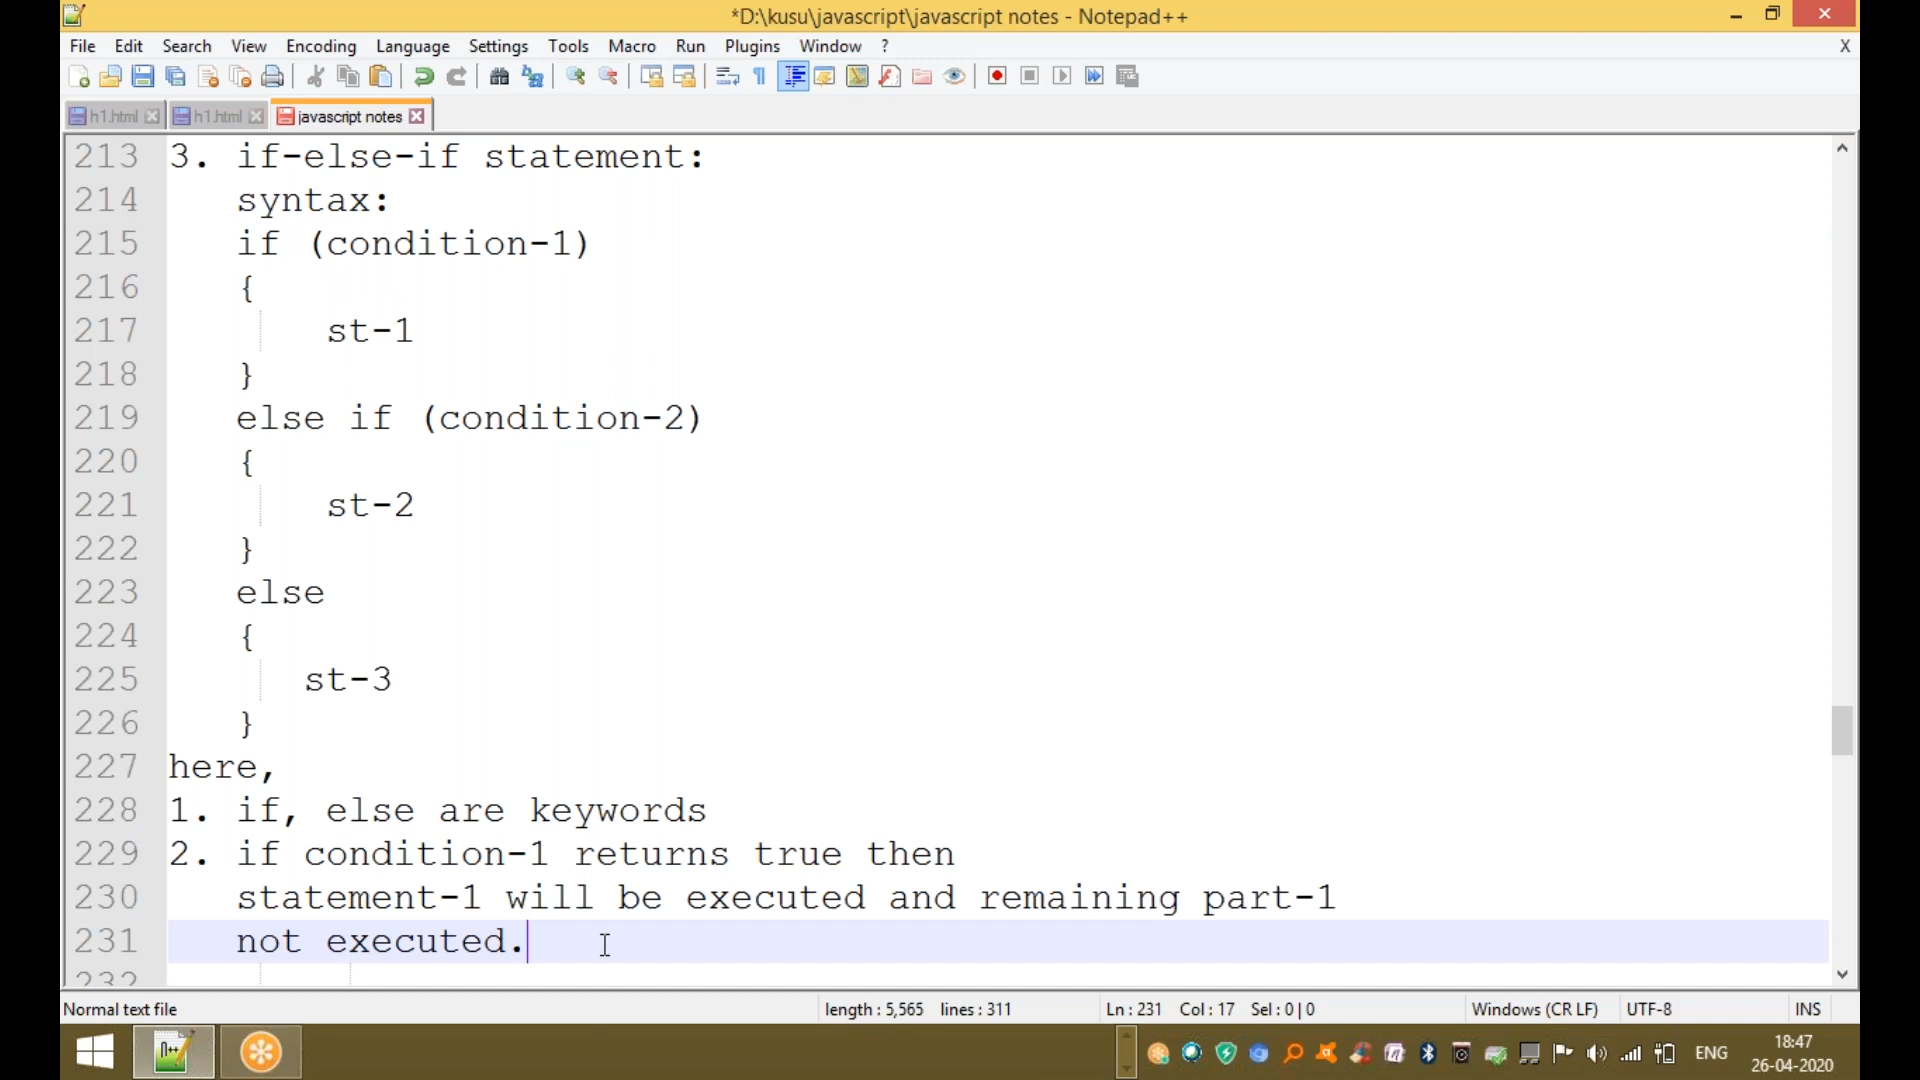 *D:\kusu\javascript\javascript notes - Notepad++
File Edit Search View Encoding Language Settings Tools Macro Run Plugins Window ? X
h1.html h1.html javascript notes
213 3. if-else-if statement:
214 syntax:
215 if (condition-1)
216 {
217 st-1
218 }
219 else if (condition-2)
220 {
221 st-2
222 }
223 else
224 {
225 st-3
226 }
227 here,
228 1. if, else are keywords
229 2. if condition-1 returns true then
230 statement-1 will be executed and remaining part-1
231 not executed.
232
Normal text file length : 5,565 lines : 311 Ln : 231 Col : 17 Sel : 0 | 0 Windows (CR LF) UTF-8 INS
ENG 18:47
26-04-2020